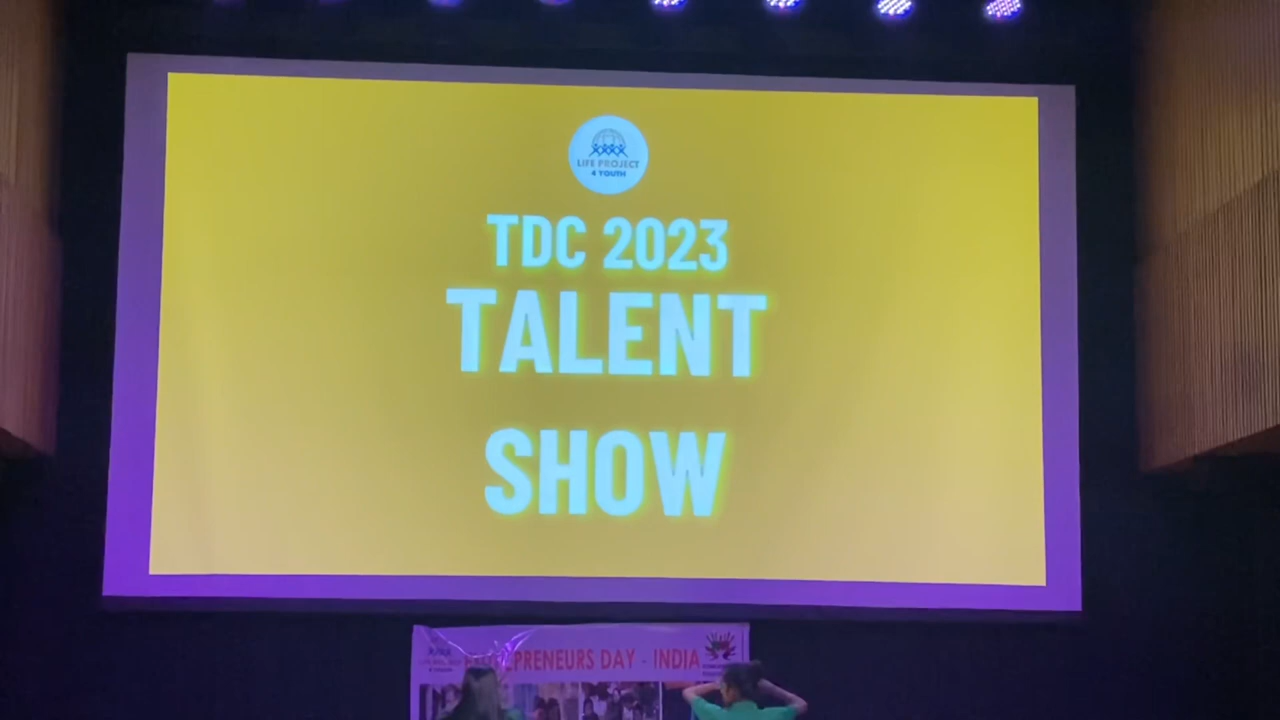 LIFE PROJECT
4 YOUTH
TDC 2023
TALENT
SHOW
PRENEURS DAY - INDIA